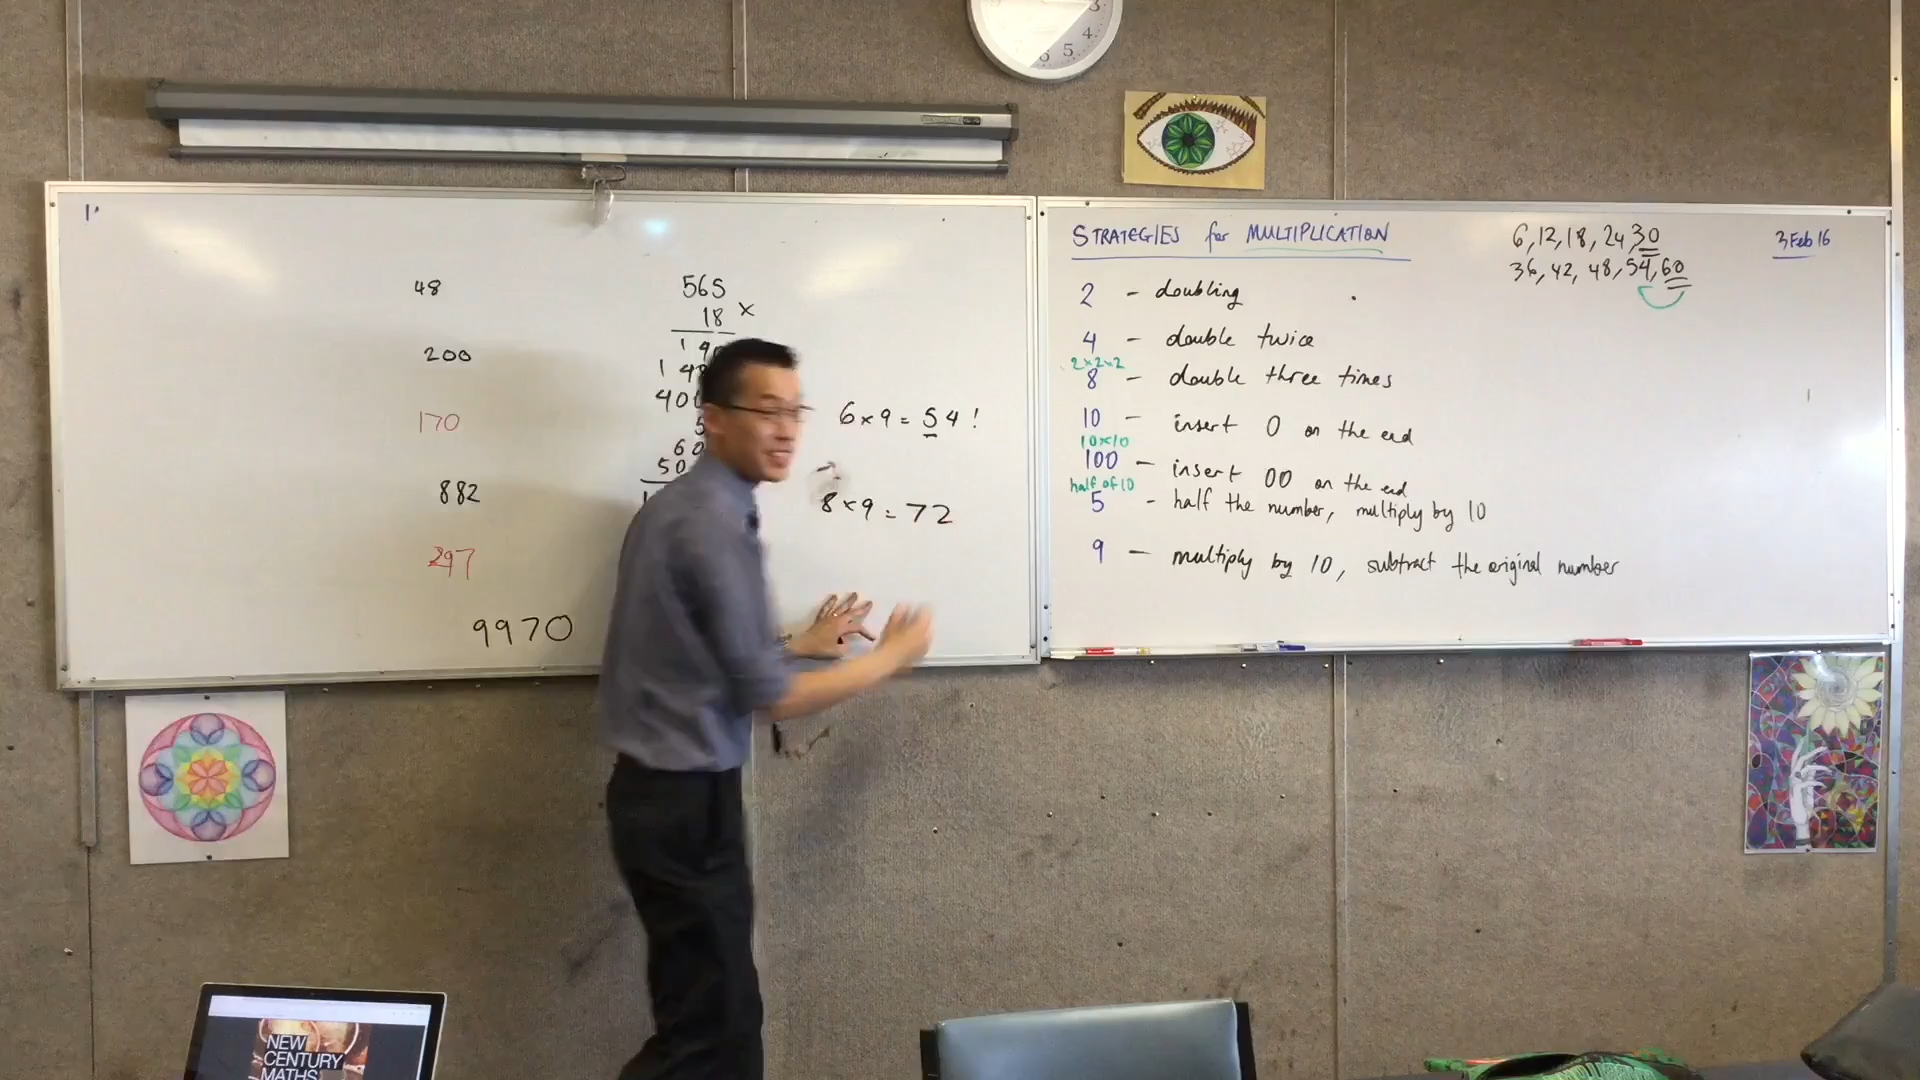 48
200
170
882
297
9970
565
18 ×
6 × 9 = 54!
8 × 9 = 72
STRATEGIES for MULTIPLICATION
2 - doubling
4 - double twice
2×2×2
8 - double three times
10 - insert 0 on the end
10×10
100 - insert 00 on the end
half of 10
5 - half the number, multiply by 10
9 - multiply by 10, subtract the original number
6, 12, 18, 24, 30
36, 42, 48, 54, 60
3 Feb 16
3
4
5
6
NEW
CENTURY
MATHS